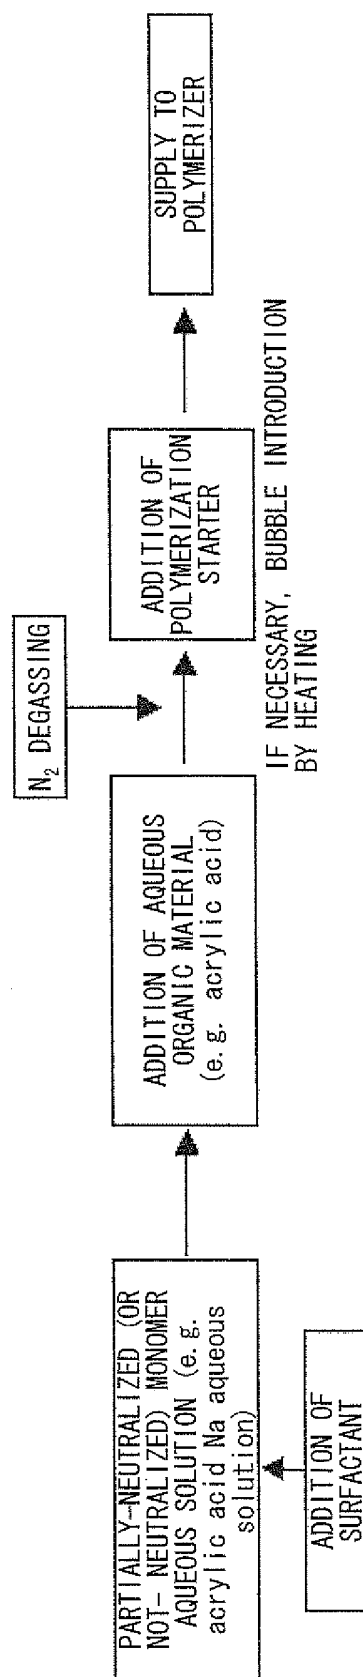 PARTIALLY-NEUTRALIZED (OR
NOT- NEUTRALIZED) MONOMER
AQUEOUS SOLUTION (e.g.
acrylic acid Na aqueous
solution)
ADDITION OF
SURFACTANT
ADDITION OF AQUEOUS
ORGANIC MATERIAL
(e.g. acrylic acid)
N₂ DEGASSING
ADDITION OF
POLYMERIZATION
STARTER
IF NECESSARY, BUBBLE INTRODUCTION
BY HEATING
SUPPLY TO
POLYMERIZER